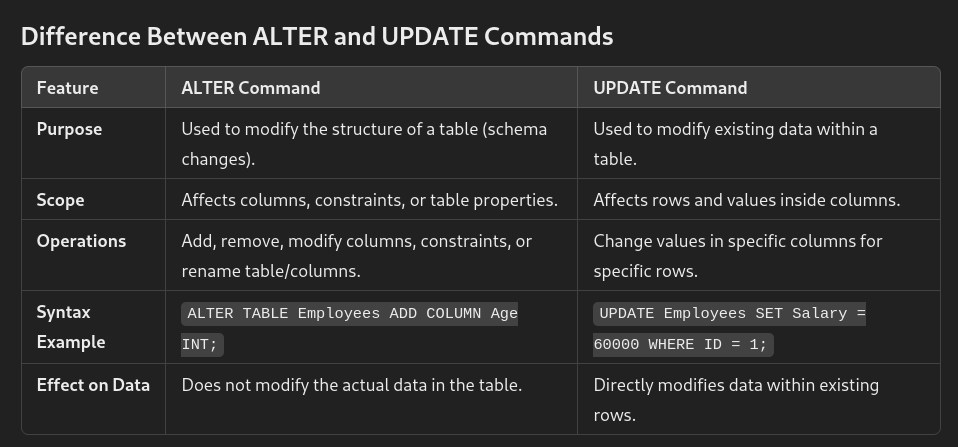 Difference Between ALTER and UPDATE Commands
Feature
ALTER Command
UPDATE Command
Purpose
Used to modify the structure of a table (schema
changes).
Used to modify existing data within a
table.
Scope
Affects columns, constraints, or table properties.
Affects rows and values inside columns.
Operations
Add, remove, modify columns, constraints, or
rename table/columns.
Change values in specific columns for
specific rows.
Syntax
Example
ALTER TABLE Employees ADD COLUMN Age
INT;
UPDATE Employees SET Salary =
60000 WHERE ID = 1;
Effect on Data
Does not modify the actual data in the table.
Directly modifies data within existing
rows.